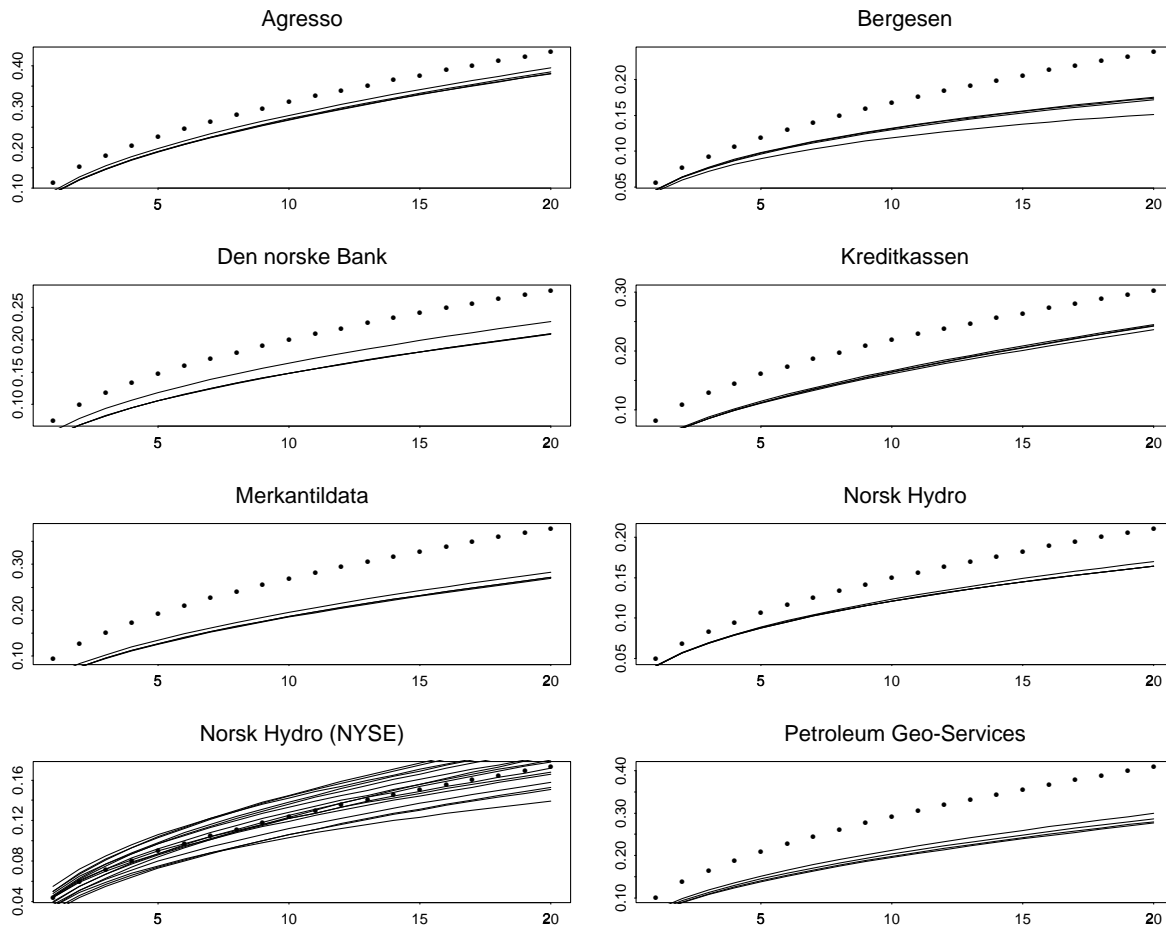 Agresso
0.10 0.20 0.30 0.40
5 10 15 20
Bergesen
0.05 0.10 0.15 0.20
5 10 15 20
Den norske Bank
0.10 0.15 0.25
5 10 15 20
Kreditkassen
0.10 0.20 0.30
5 10 15 20
Merkantildata
0.10 0.20 0.30
5 10 15 20
Norsk Hydro
0.05 0.10 0.15 0.20
5 10 15 20
Norsk Hydro (NYSE)
0.04 0.08 0.12 0.16
5 10 15 20
Petroleum Geo-Services
0.10 0.20 0.30 0.40
5 10 15 20